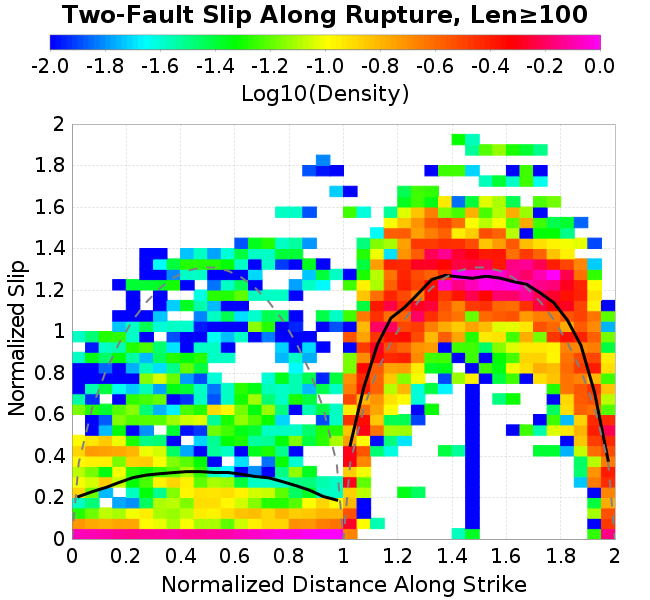 Two-Fault Slip Along Rupture, Len≥100
-2.0 -1.8 -1.6 -1.4 -1.2 -1.0 -0.8 -0.6 -0.4 -0.2 0.0
Log10(Density)
2
1.8
1.6
1.4
1.2
1
0.8
0.6
0.4
0.2
0
Normalized Slip
0 0.2 0.4 0.6 0.8 1 1.2 1.4 1.6 1.8 2
Normalized Distance Along Strike